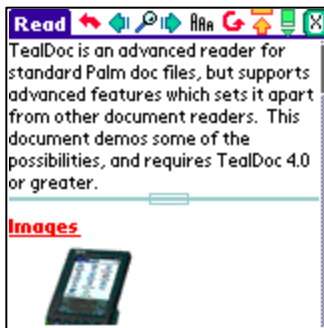 Read AAA
TealDoc is an advanced reader for
standard Palm doc files, but supports
advanced features which sets it apart
from other document readers. This
document demos some of the
possibilities, and requires TealDoc 4.0
or greater.
Images